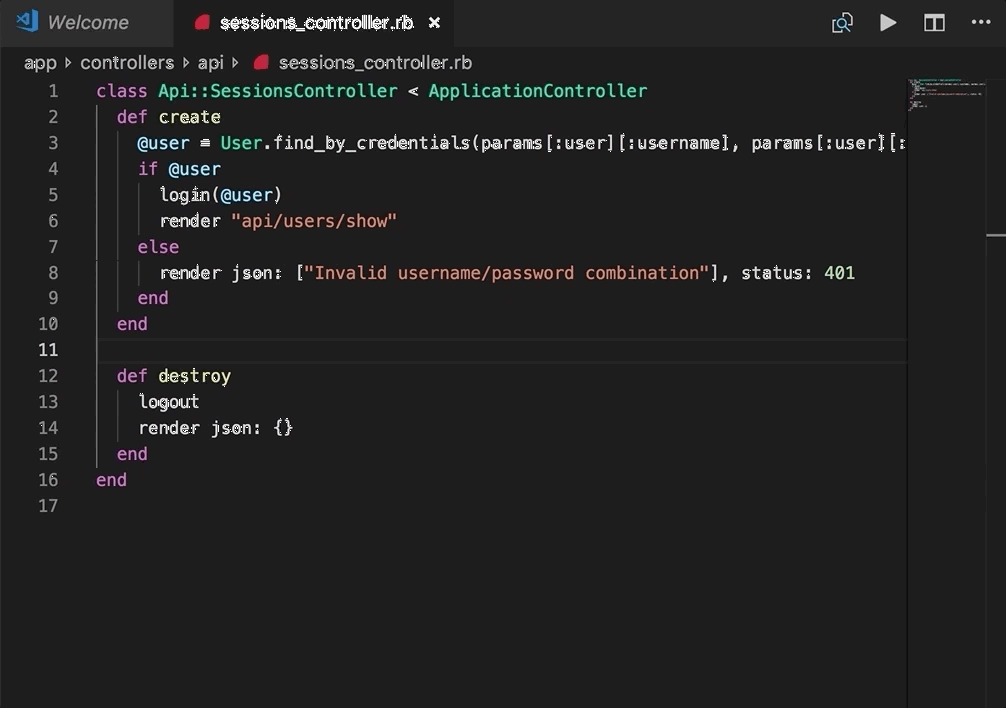 Welcome sessions_controller.rb
app controllers api sessions_controller.rb
1 class Api::SessionsController < ApplicationController
2 def create
3 @user = User.find_by_credentials(params[:user][:username], params[:user][:
4 if @user
5 login(@user)
6 render "api/users/show"
7 else
8 render json: ["Invalid username/password combination"], status: 401
9 end
10 end
11
12 def destroy
13 logout
14 render json: {}
15 end
16 end
17